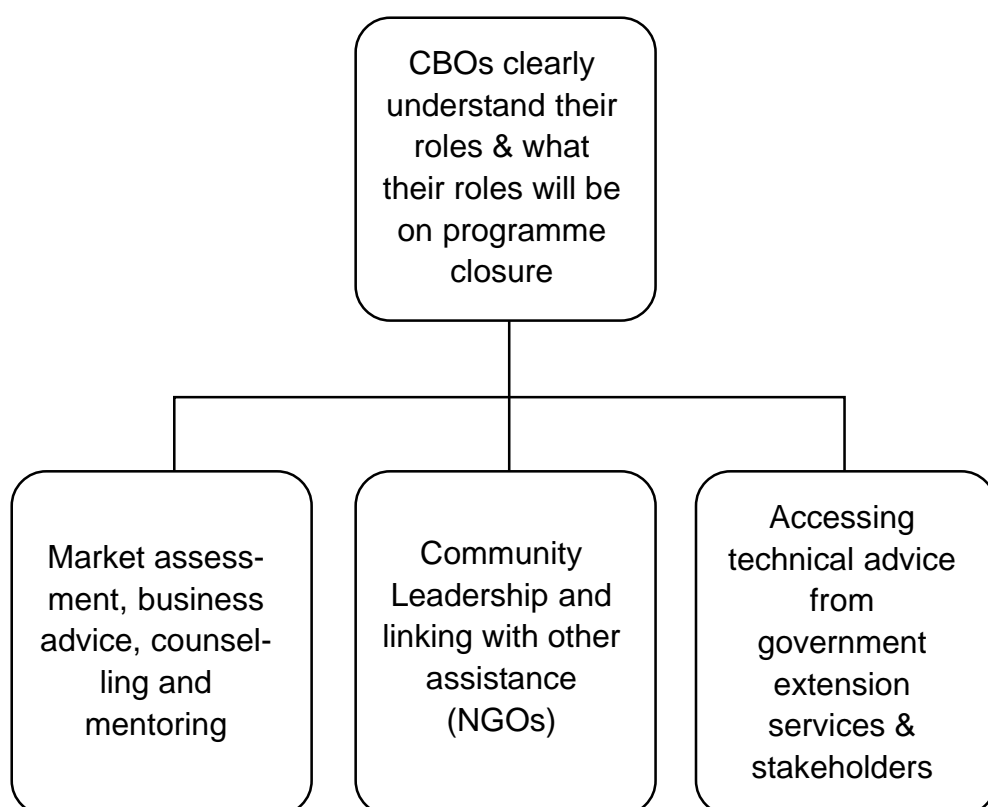 CBOs clearly
understand their
roles & what
their roles will be
on programme
closure
Market assess-
ment, business
advice, counsel-
ling and
mentoring
Community
Leadership and
linking with other
assistance
(NGOs)
Accessing
technical advice
from
government
extension
services &
stakeholders